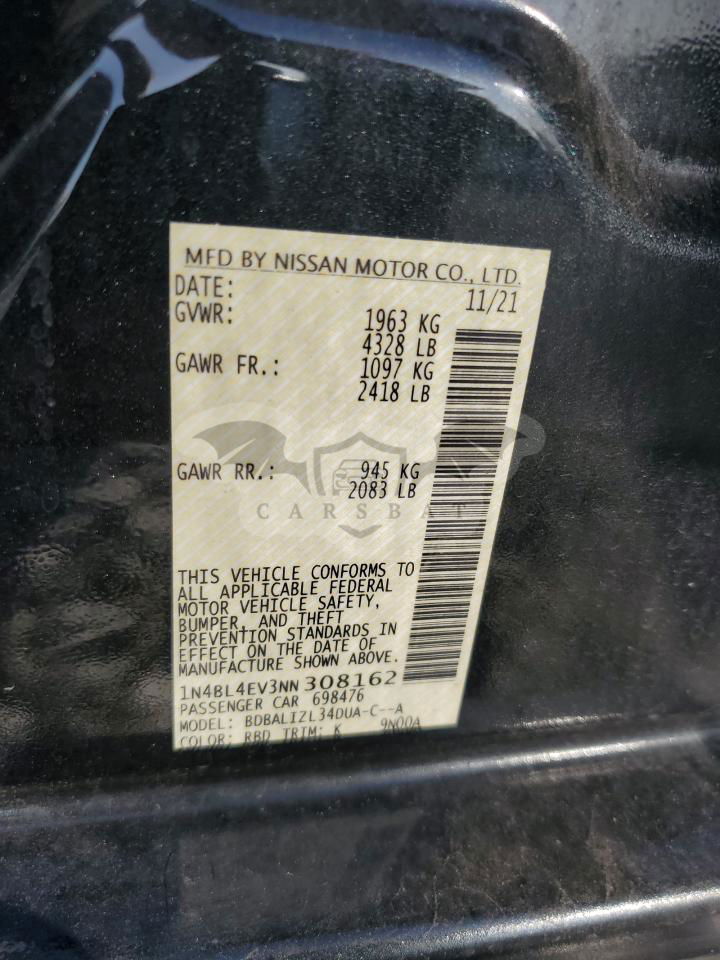 MFD BY NISSAN MOTOR CO., LTD.
DATE: 11/21
GVWR: 1963 KG
4328 LB
GAWR FR.: 1097 KG
2418 LB
GAWR RR.: 945 KG
2083 LB
CARSBAT
THIS VEHICLE CONFORMS TO
ALL APPLICABLE FEDERAL
MOTOR VEHICLE SAFETY,
BUMPER, AND THEFT
PREVENTION STANDARDS IN
EFFECT ON THE DATE OF
MANUFACTURE SHOWN ABOVE.
1N4BL4EV3NN308162
PASSENGER CAR 698476
MODEL: BDBALIZL34DUA-C--A
COLOR: RBD TRIM: K 9N00A